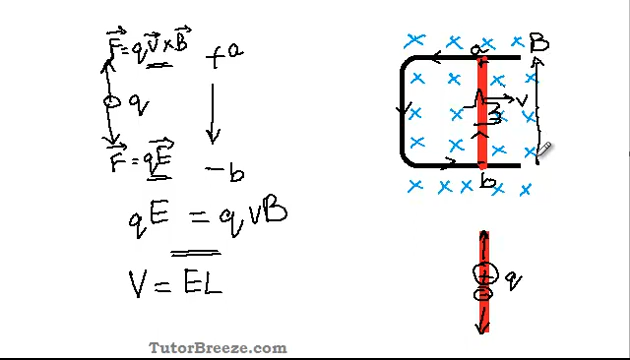 F = qV x B
+ a
q
F = qE
- b
qE = qvB
V = EL
TutorBreeze.com
a
B
v
b
+ q
-